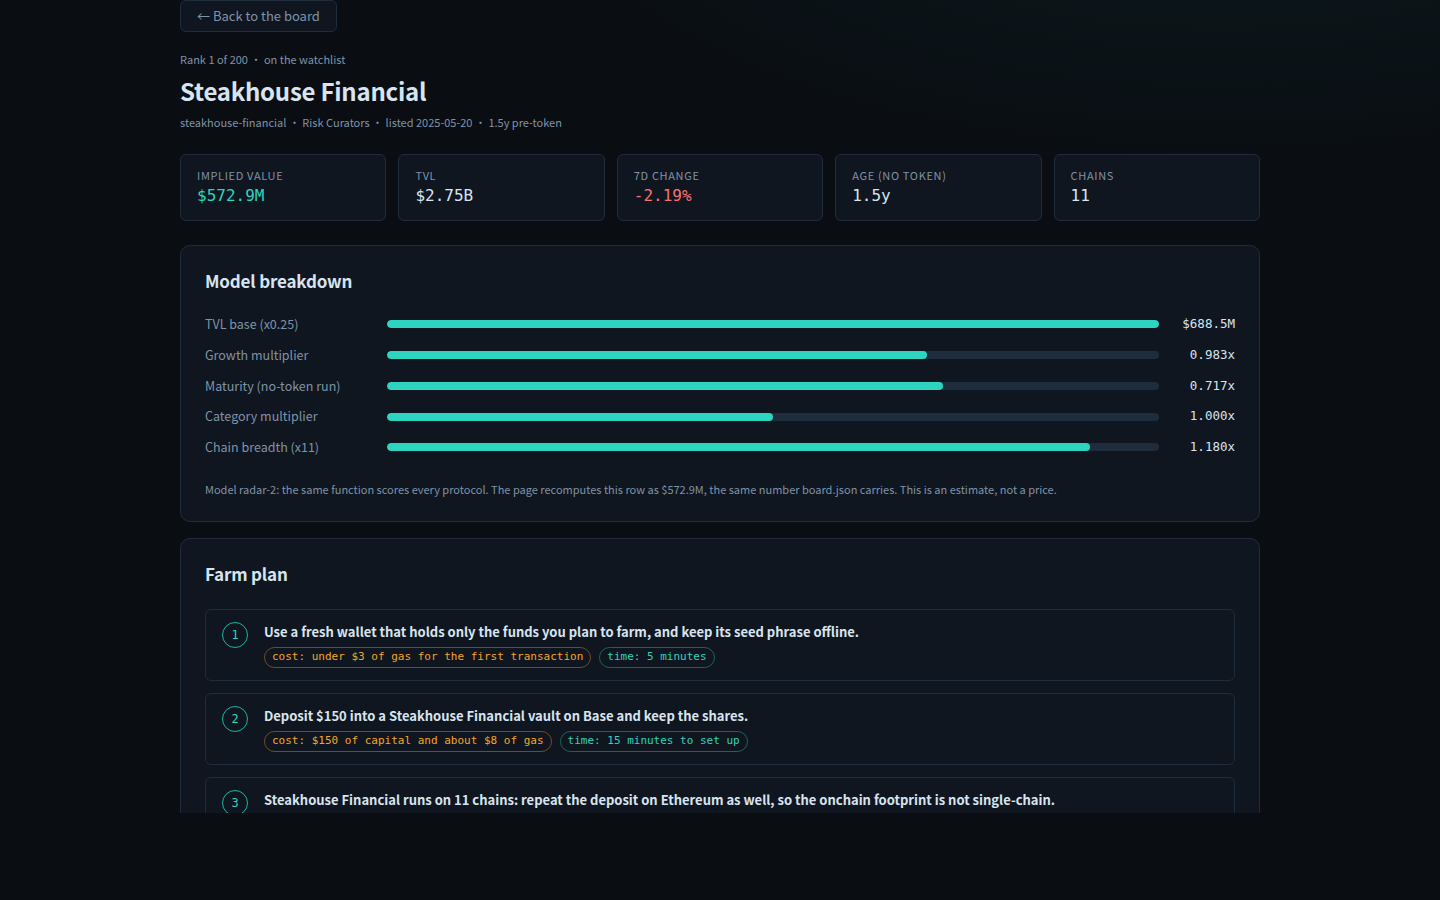 ← Back to the board
Rank 1 of 200 • on the watchlist
Steakhouse Financial
steakhouse-financial • Risk Curators • listed 2025-05-20 • 1.5y pre-token
IMPLIED VALUE
$572.9M
TVL
$2.75B
7D CHANGE
-2.19%
AGE (NO TOKEN)
1.5y
CHAINS
11
Model breakdown
TVL base (x0.25) $688.5M
Growth multiplier 0.983x
Maturity (no-token run) 0.717x
Category multiplier 1.000x
Chain breadth (x11) 1.180x
Model radar-2: the same function scores every protocol. The page recomputes this row as $572.9M, the same number board.json carries. This is an estimate, not a price.
Farm plan
1 Use a fresh wallet that holds only the funds you plan to farm, and keep its seed phrase offline.
cost: under $3 of gas for the first transaction time: 5 minutes
2 Deposit $150 into a Steakhouse Financial vault on Base and keep the shares.
cost: $150 of capital and about $8 of gas time: 15 minutes to set up
3 Steakhouse Financial runs on 11 chains: repeat the deposit on Ethereum as well, so the onchain footprint is not single-chain.